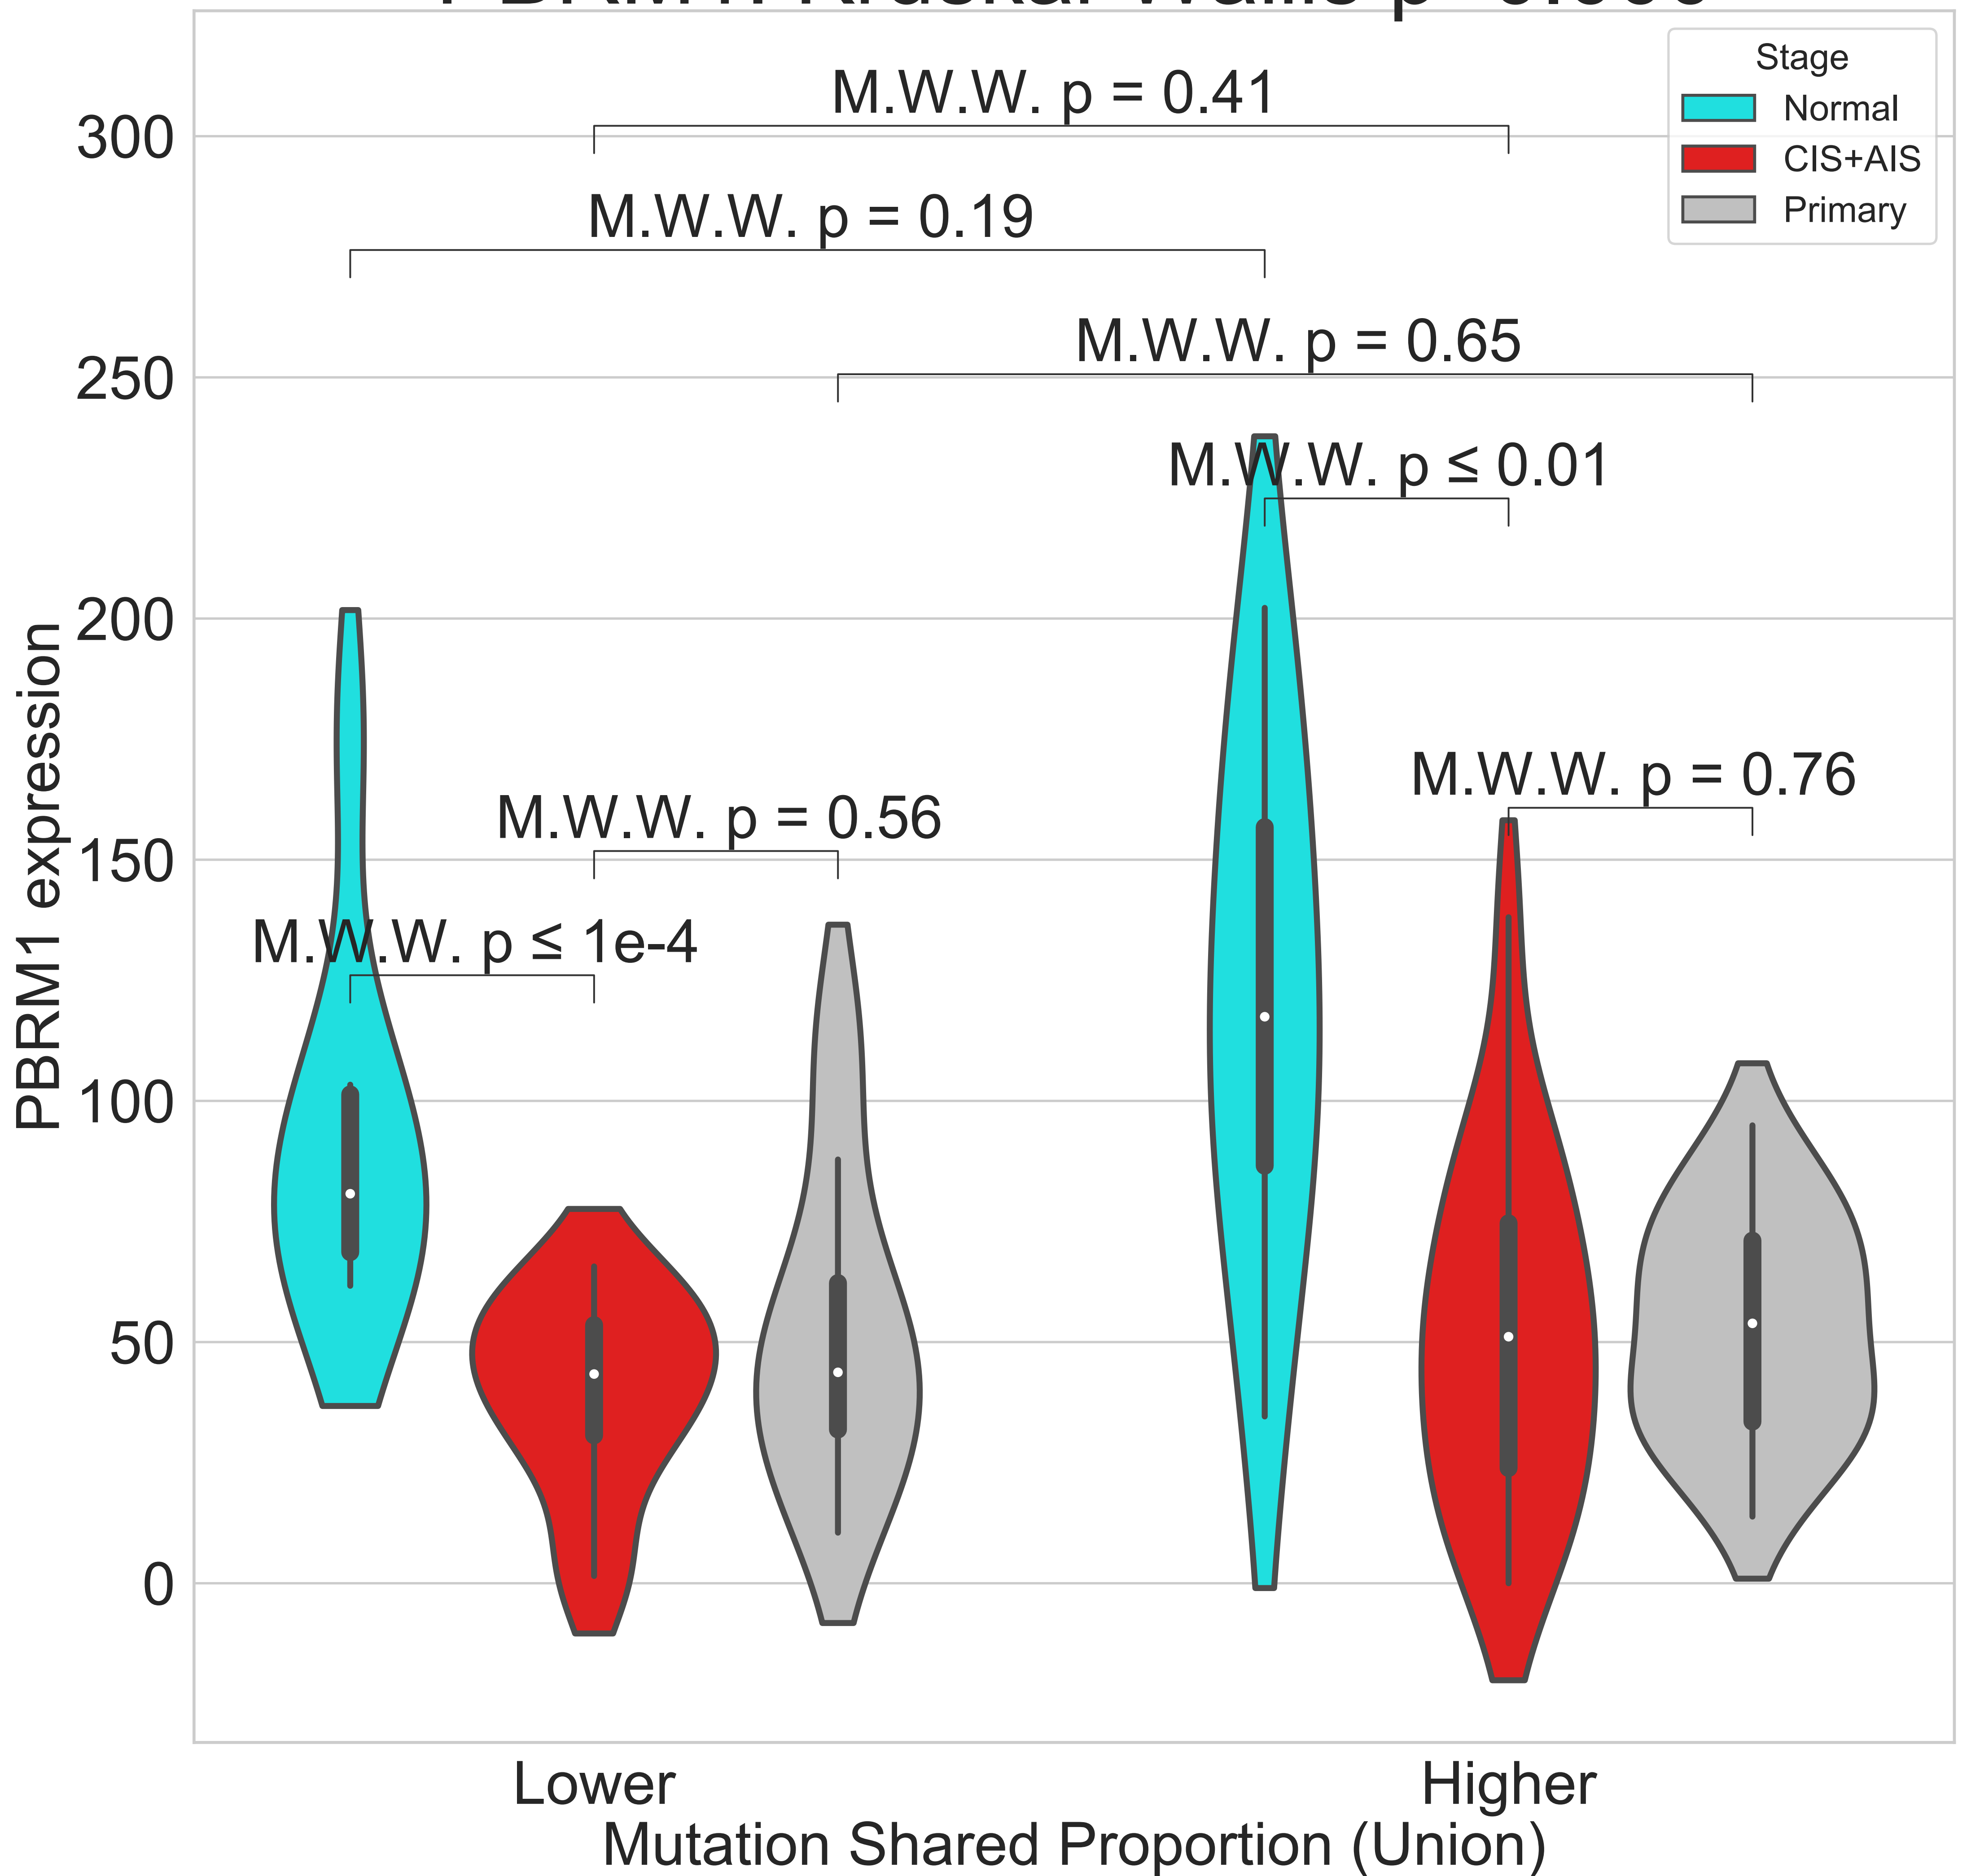 Stage
Normal
CIS+AIS
Primary
M.W.W. p = 0.41
M.W.W. p = 0.19
M.W.W. p = 0.65
M.W.W. p ≤ 0.01
M.W.W. p = 0.76
M.W.W. p = 0.56
M.W.W. p ≤ 1e-4
300
250
200
150
100
50
0
PBRM1 expression
Lower
Higher
Mutation Shared Proportion (Union)